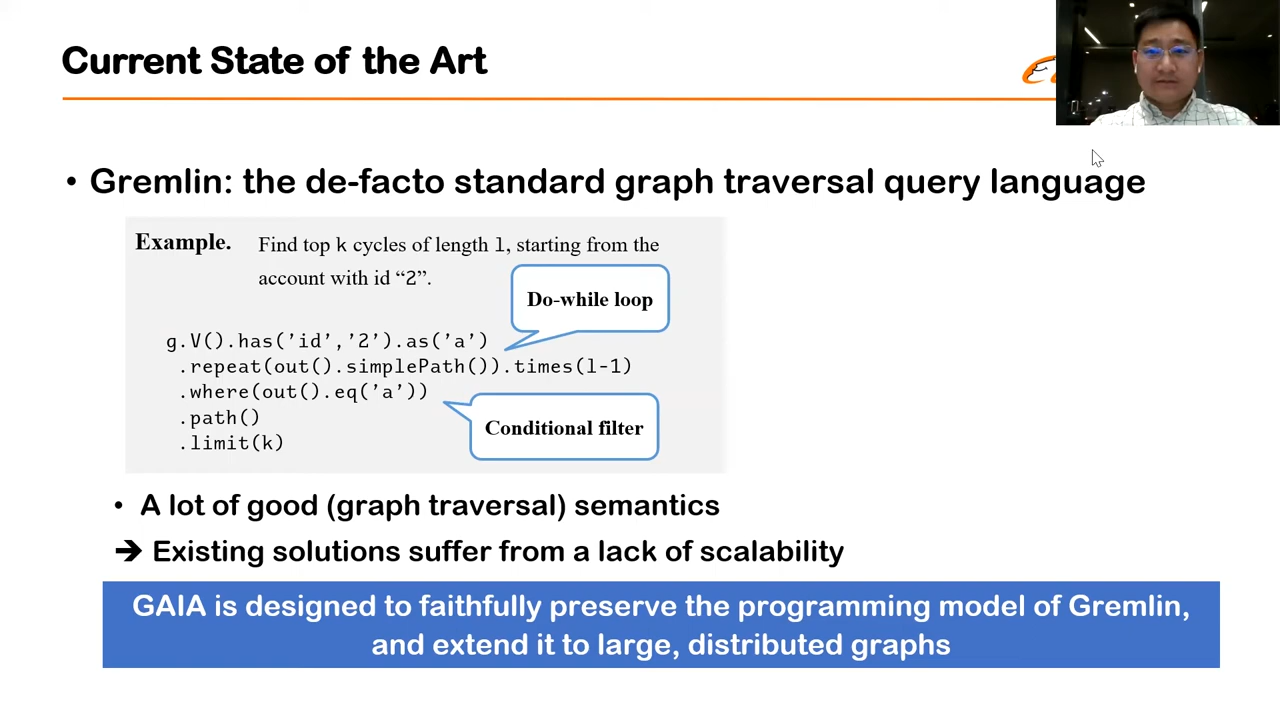 Current State of the Art
• Gremlin: the de-facto standard graph traversal query language
Example. Find top k cycles of length l, starting from the
account with id “2”.
Do-while loop
g.V().has('id','2').as('a')
.repeat(out().simplePath()).times(l-1)
.where(out().eq('a'))
.path()
.limit(k)
Conditional filter
• A lot of good (graph traversal) semantics
➔ Existing solutions suffer from a lack of scalability
GAIA is designed to faithfully preserve the programming model of Gremlin,
and extend it to large, distributed graphs